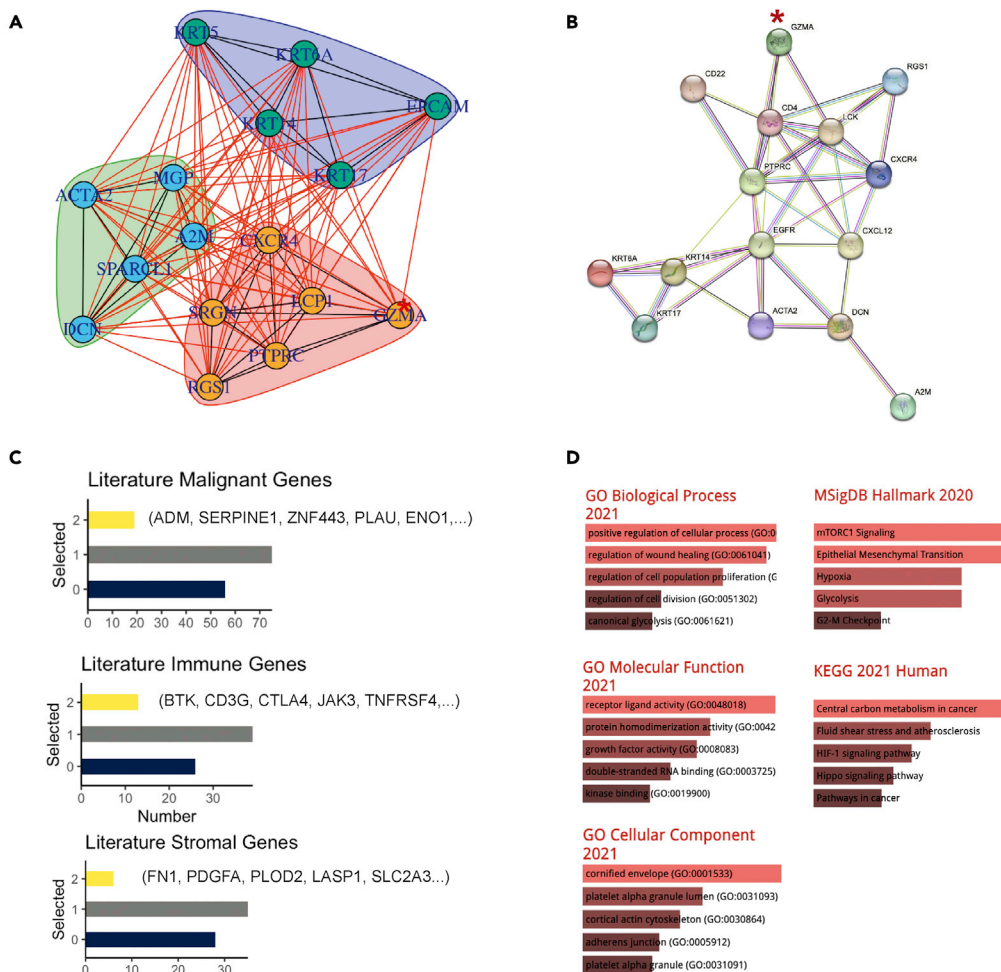 A
KRT5
KRT6A
EPCAM
KRT14
KRT17
MGP
ACTA2
A2M
SPARCL1
DCN
CXCR4
LCP1
SRGN
GZMA
*
PTPRC
RGS1
B
*
GZMA
RGS1
CD22
CD4
LCK
PTPRC
CXCR4
EGFR
CXCL12
KRT6A
KRT14
KRT17
ACTA2
DCN
A2M
C
Literature Malignant Genes
Selected
2
(ADM, SERPINE1, ZNF443, PLAU, ENO1,...)
1
0
0 10 20 30 40 50 60 70
Literature Immune Genes
Selected
2
(BTK, CD3G, CTLA4, JAK3, TNFRSF4,...)
1
0
0 10 20 30
Number
Literature Stromal Genes
Selected
2
(FN1, PDGFA, PLOD2, LASP1, SLC2A3...)
1
0
0 10 20 30
D
GO Biological Process
2021
positive regulation of cellular process (GO:0
regulation of wound healing (GO:0061041)
regulation of cell population proliferation (G
regulation of cell division (GO:0051302)
canonical glycolysis (GO:0061621)
MSigDB Hallmark 2020
mTORC1 Signaling
Epithelial Mesenchymal Transition
Hypoxia
Glycolysis
G2-M Checkpoint
GO Molecular Function
2021
receptor ligand activity (GO:0048018)
protein homodimerization activity (GO:0042
growth factor activity (GO:0008083)
double-stranded RNA binding (GO:0003725)
kinase binding (GO:0019900)
KEGG 2021 Human
Central carbon metabolism in cancer
Fluid shear stress and atherosclerosis
HIF-1 signaling pathway
Hippo signaling pathway
Pathways in cancer
GO Cellular Component
2021
cornified envelope (GO:0001533)
platelet alpha granule lumen (GO:0031093)
cortical actin cytoskeleton (GO:0030864)
adherens junction (GO:0005912)
platelet alpha granule (GO:0031091)